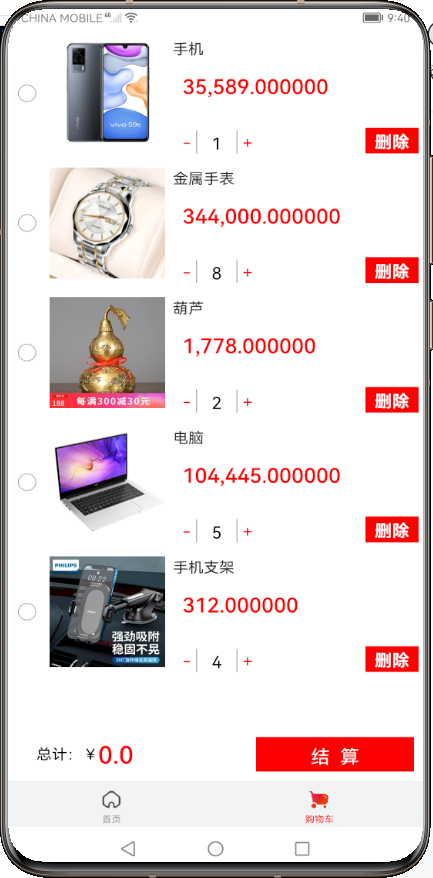 CHINA MOBILE 9:40
手机
35,589.000000
vivo S9e
- 1 +
删除
金属手表
344,000.000000
- 8 +
删除
葫芦
1,778.000000
188
每满300减30元
- 2 +
删除
电脑
104,445.000000
- 5 +
删除
手机支架
PHILIPS
312.000000
08:22
强劲吸附
稳固不晃
- 4 +
删除
总计: ¥0.0
结 算
首页
购物车